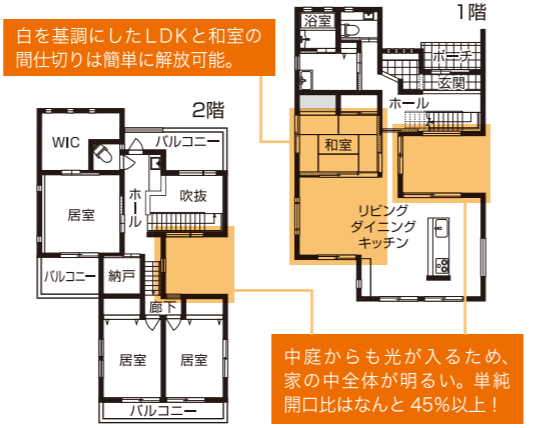 白を基調にしたLDKと和室の
間仕切りは簡単に解放可能。
1階
浴室
ポーチ
玄関
ホール
和室
リビング
ダイニング
キッチン
2階
WIC
バルコニー
居室
ホール
吹抜
バルコニー
納戸
廊下
居室
居室
バルコニー
中庭からも光が入るため、
家の中全体が明るい。単純
開口比はなんと45%以上!